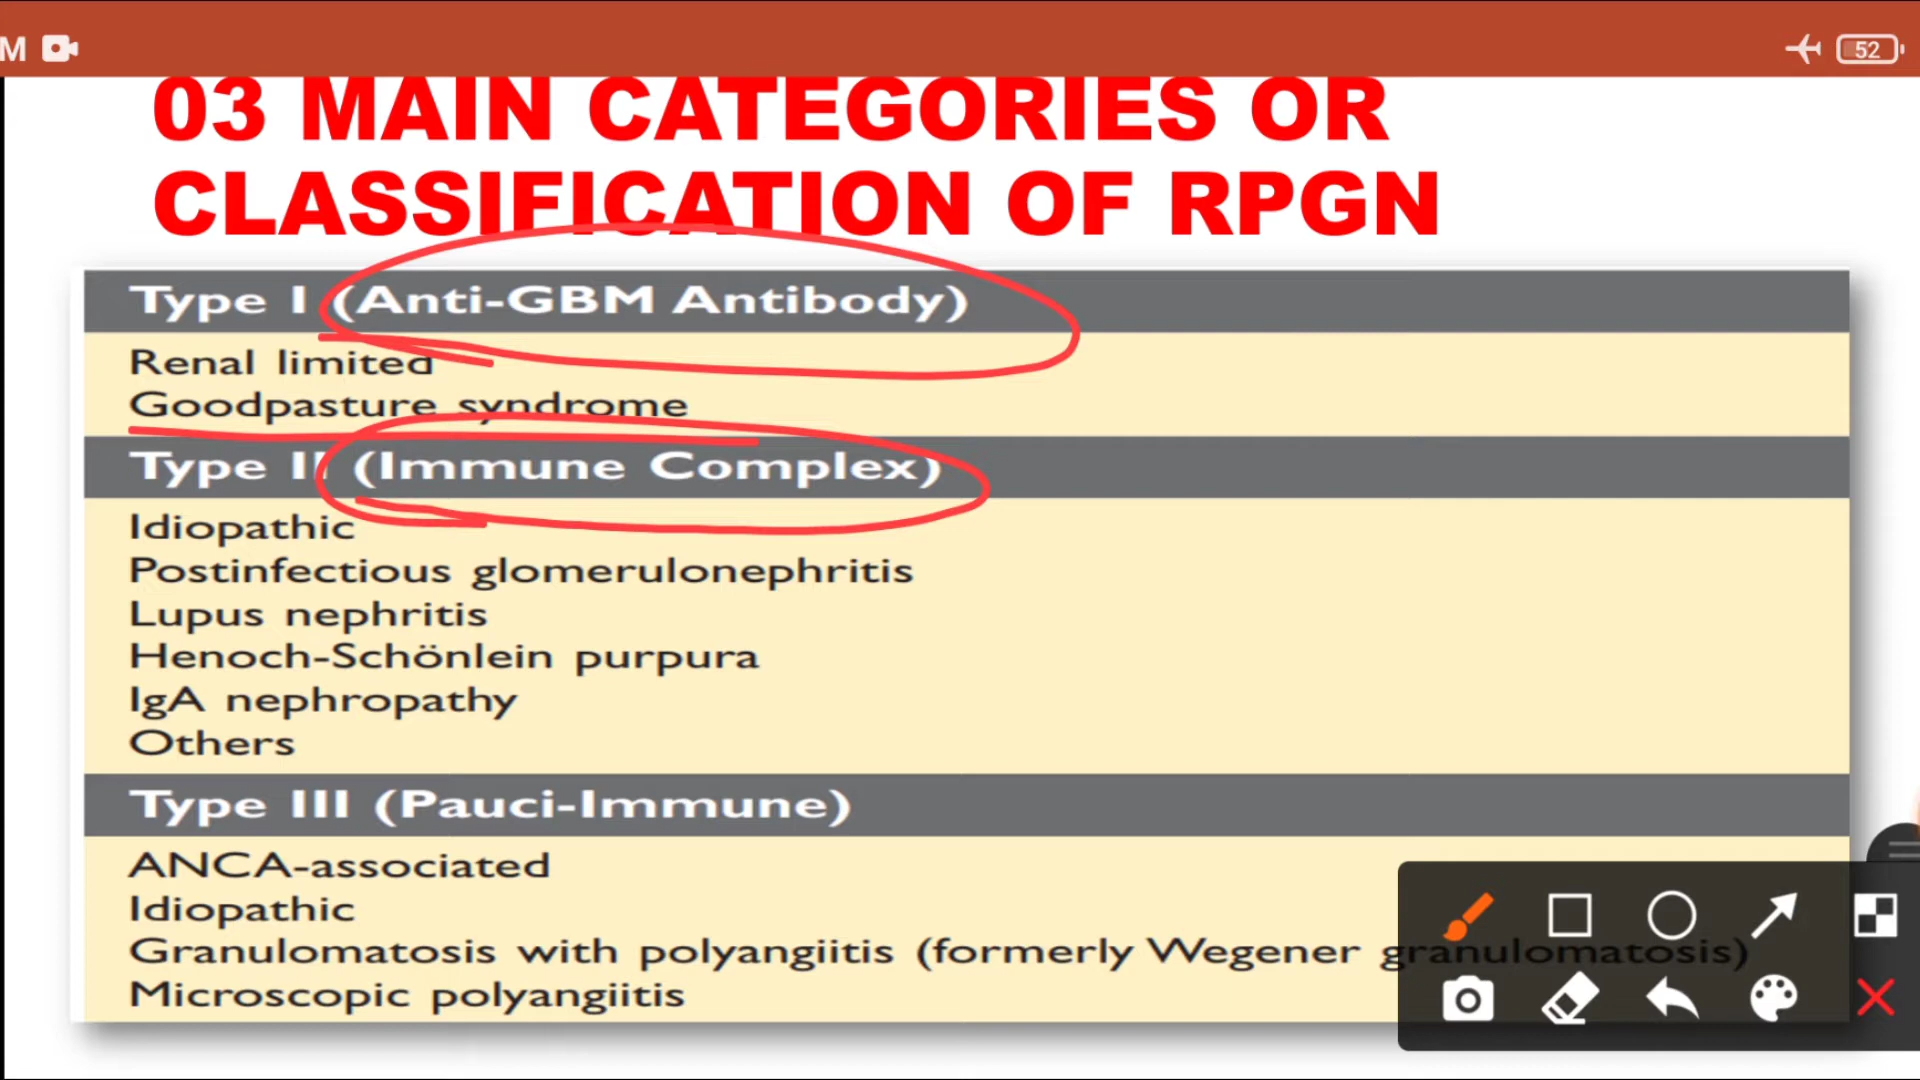 M
52
03 MAIN CATEGORIES OR
CLASSIFICATION OF RPGN
Type I (Anti-GBM Antibody)
Renal limited
Goodpasture syndrome
Type II (Immune Complex)
Idiopathic
Postinfectious glomerulonephritis
Lupus nephritis
Henoch-Schönlein purpura
IgA nephropathy
Others
Type III (Pauci-Immune)
ANCA-associated
Idiopathic
Granulomatosis with polyangiitis (formerly Wegener granulomatosis)
Microscopic polyangiitis